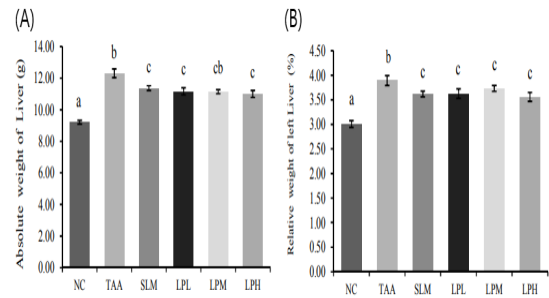 (A)
Absolute weight of Liver (g)
14.00
12.00
10.00
8.00
6.00
4.00
2.00
0.00
a
b
c
c
cb
c
NC TAA SLM LPL LPM LPH
(B)
Relative weight of left Liver (%)
4.50
4.00
3.50
3.00
2.50
2.00
1.50
1.00
0.50
0.00
a
b
c
c
c
c
NC TAA SLM LPL LPM LPH